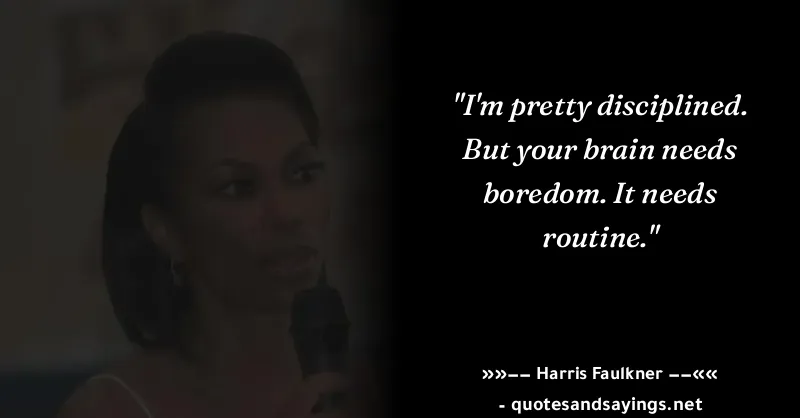 "I'm pretty disciplined.
But your brain needs
boredom. It needs
routine."
»»−− Harris Faulkner −−««
- quotesandsayings.net